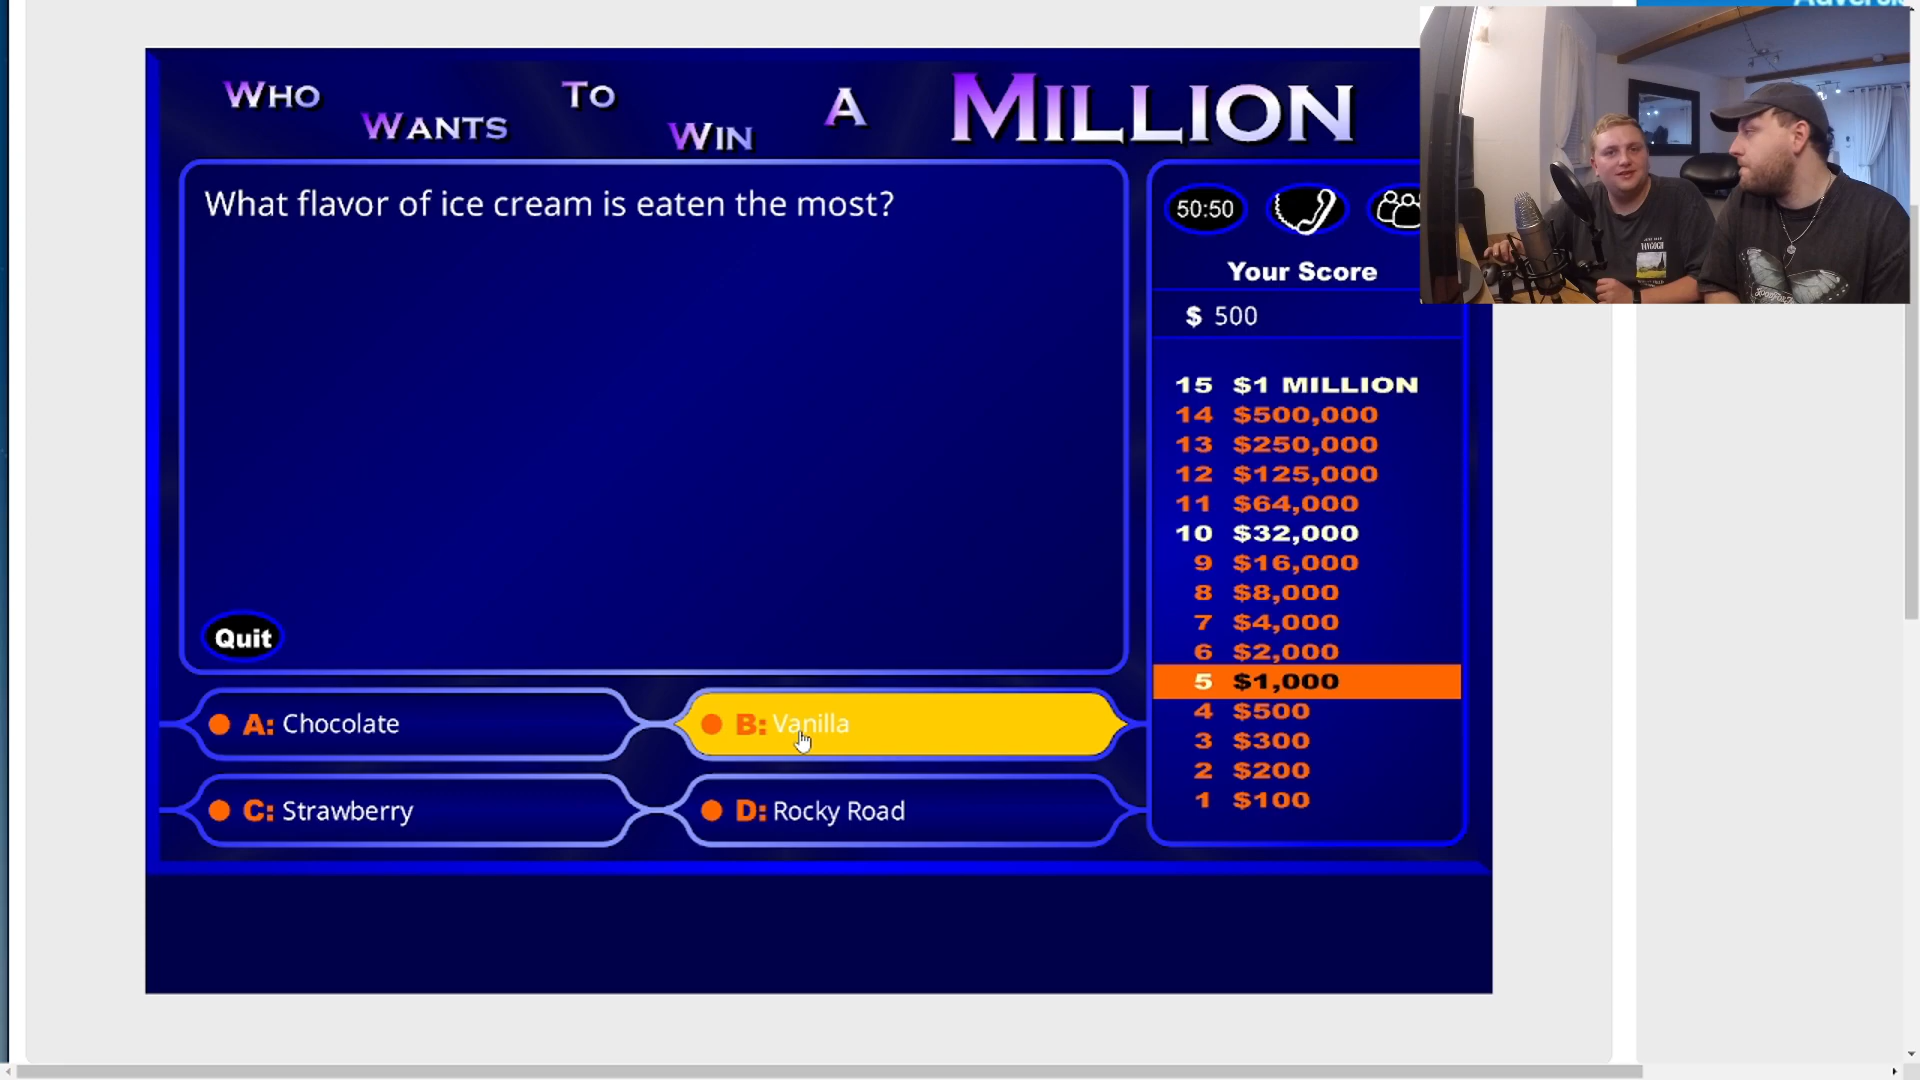 WHO WANTS TO WIN A MILLION
What flavor of ice cream is eaten the most?
50:50
Your Score
$ 500
15 $1 MILLION
14 $500,000
13 $250,000
12 $125,000
11 $64,000
10 $32,000
9 $16,000
8 $8,000
7 $4,000
6 $2,000
5 $1,000
4 $500
3 $300
2 $200
1 $100
Quit
A: Chocolate
B: Vanilla
C: Strawberry
D: Rocky Road